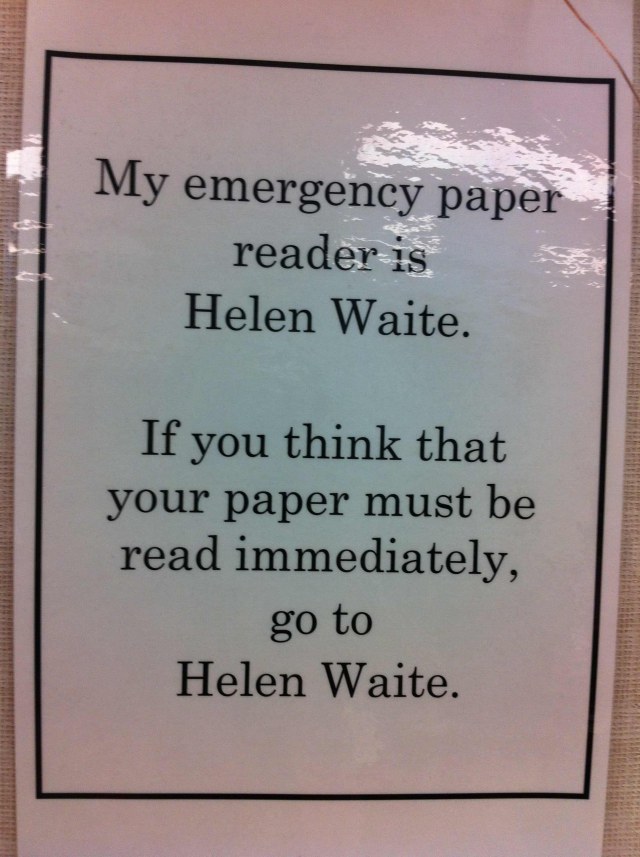 My emergency paper
reader is
Helen Waite.
If you think that
your paper must be
read immediately,
go to
Helen Waite.